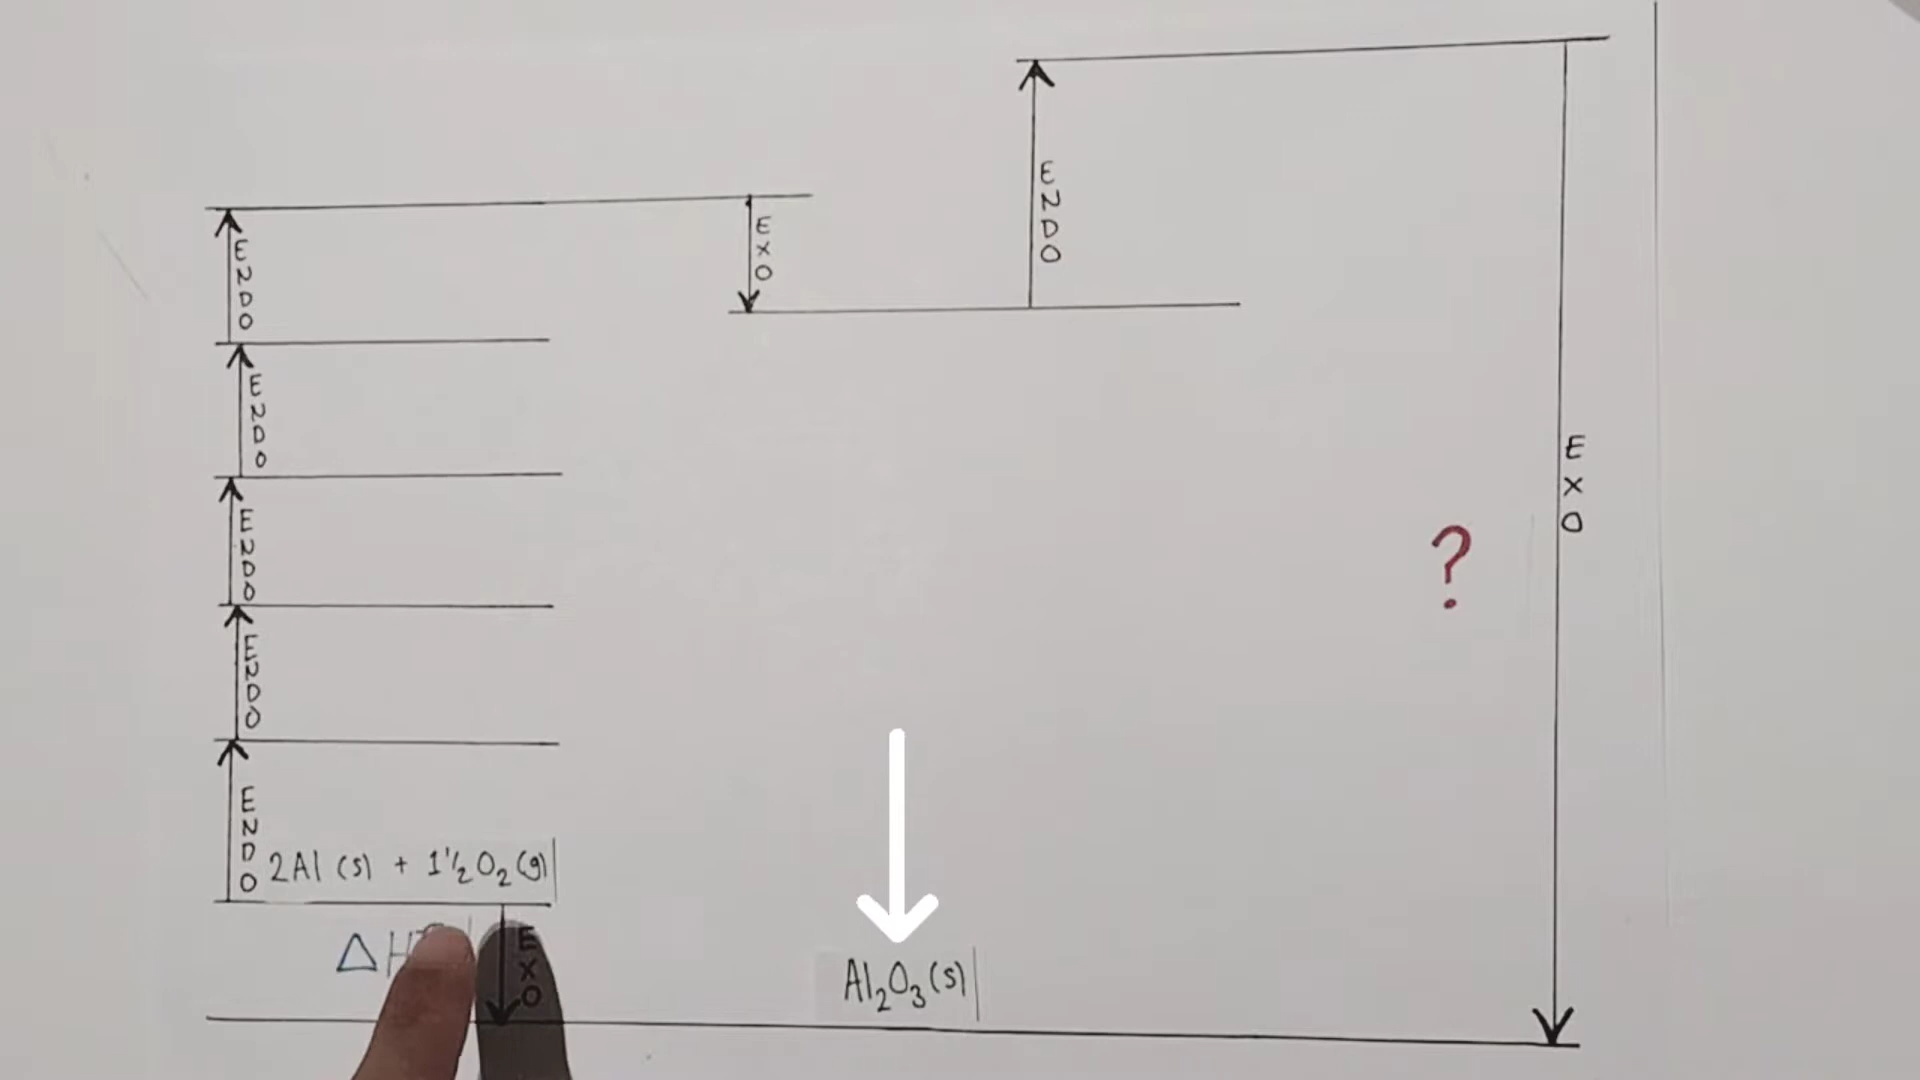 ENDO
EXO
ENDO
ENDO
ENDO
ENDO
EXO
?
ENDO
2Al (s) + 1½O₂(g)
ΔH
EXO
Al₂O₃(s)